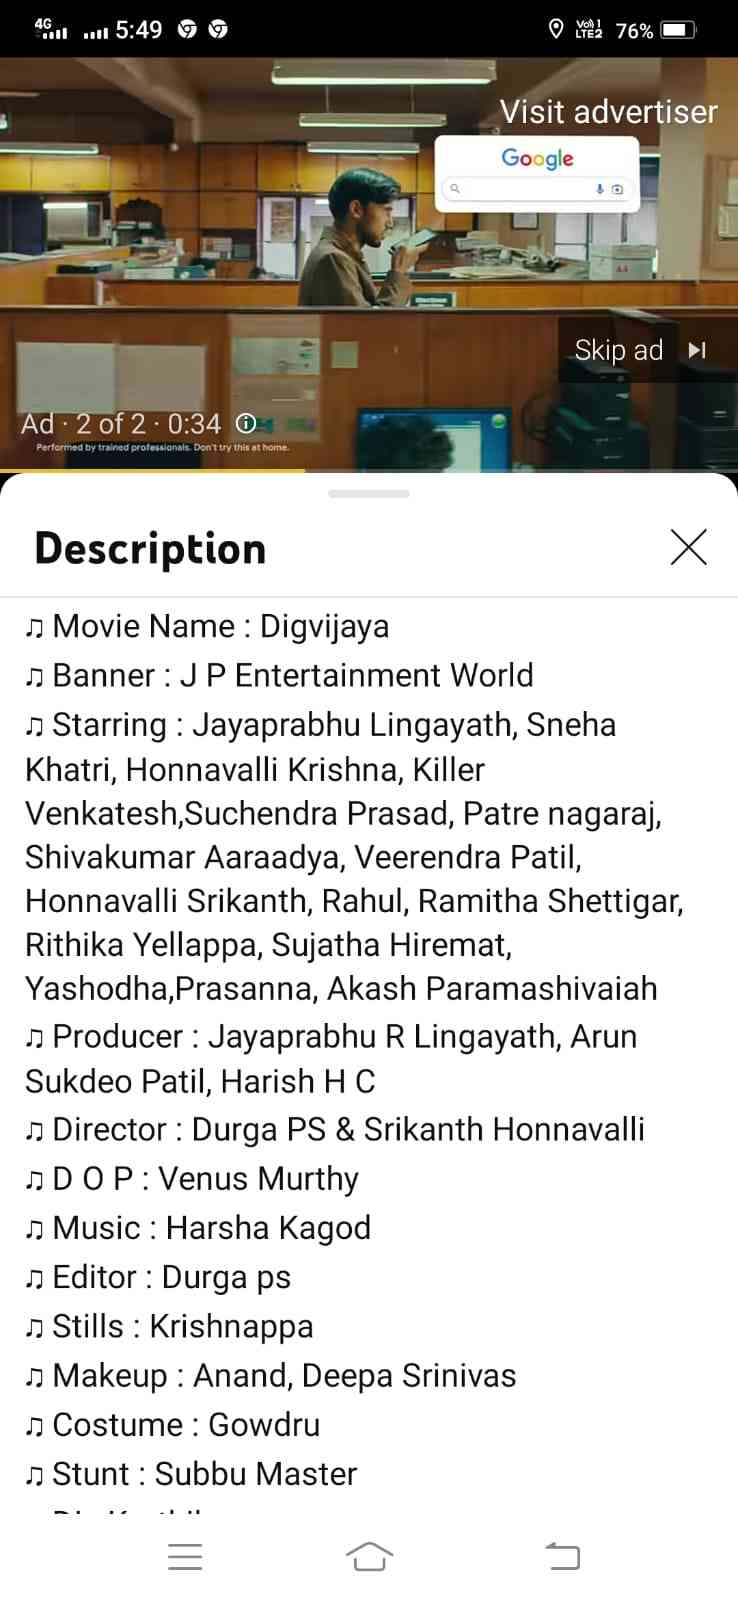 4G 5:49 Vo)) 1 LTE2 76%
Visit advertiser
Google
Skip ad
Ad · 2 of 2 · 0:34
Performed by trained professionals. Don't try this at home.
Description
♫ Movie Name : Digvijaya
♫ Banner : J P Entertainment World
♫ Starring : Jayaprabhu Lingayath, Sneha
Khatri, Honnavalli Krishna, Killer
Venkatesh,Suchendra Prasad, Patre nagaraj,
Shivakumar Aaraadya, Veerendra Patil,
Honnavalli Srikanth, Rahul, Ramitha Shettigar,
Rithika Yellappa, Sujatha Hiremat,
Yashodha,Prasanna, Akash Paramashivaiah
♫ Producer : Jayaprabhu R Lingayath, Arun
Sukdeo Patil, Harish H C
♫ Director : Durga PS & Srikanth Honnavalli
♫ D O P : Venus Murthy
♫ Music : Harsha Kagod
♫ Editor : Durga ps
♫ Stills : Krishnappa
♫ Makeup : Anand, Deepa Srinivas
♫ Costume : Gowdru
♫ Stunt : Subbu Master